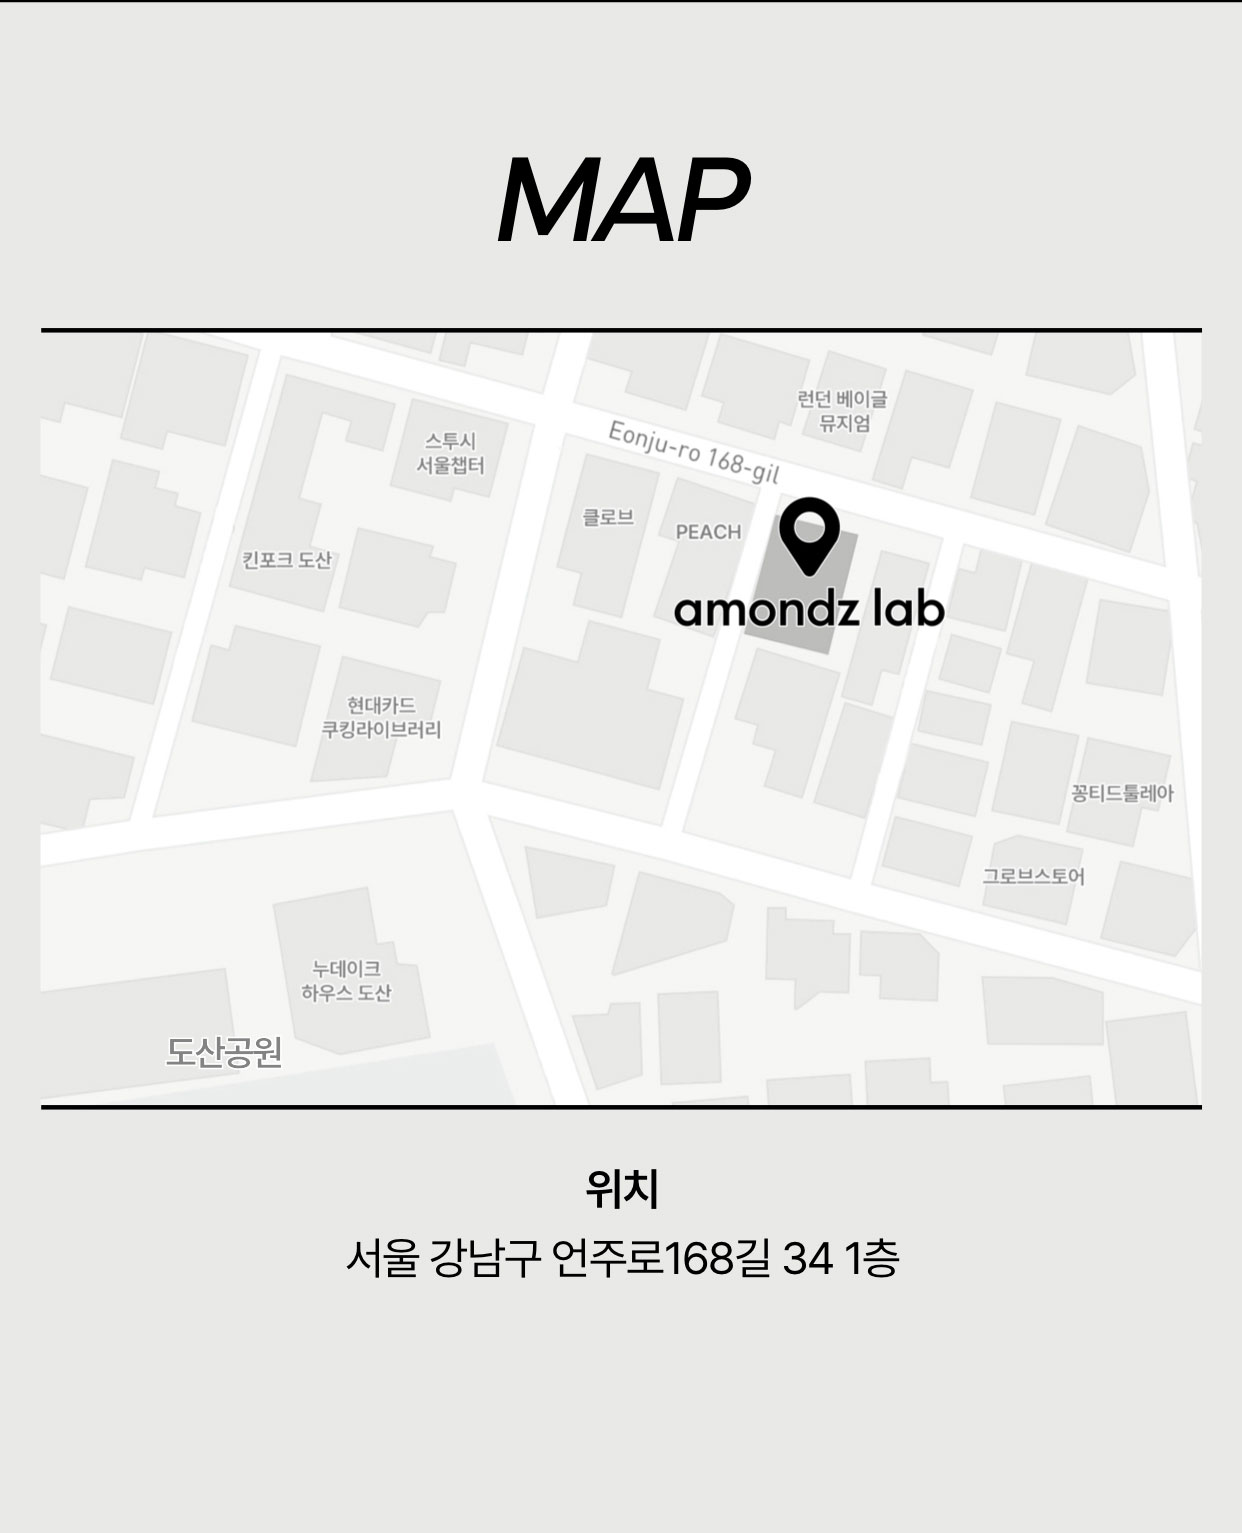 MAP
런던 베이글
뮤지엄
Eonju-ro 168-gil
스투시
서울챕터
클로브
PEACH
킨포크 도산
amondz lab
현대카드
쿠킹라이브러리
꽁티드툴레아
그로브스토어
누데이크
하우스 도산
도산공원
위치
서울 강남구 언주로168길 34 1층